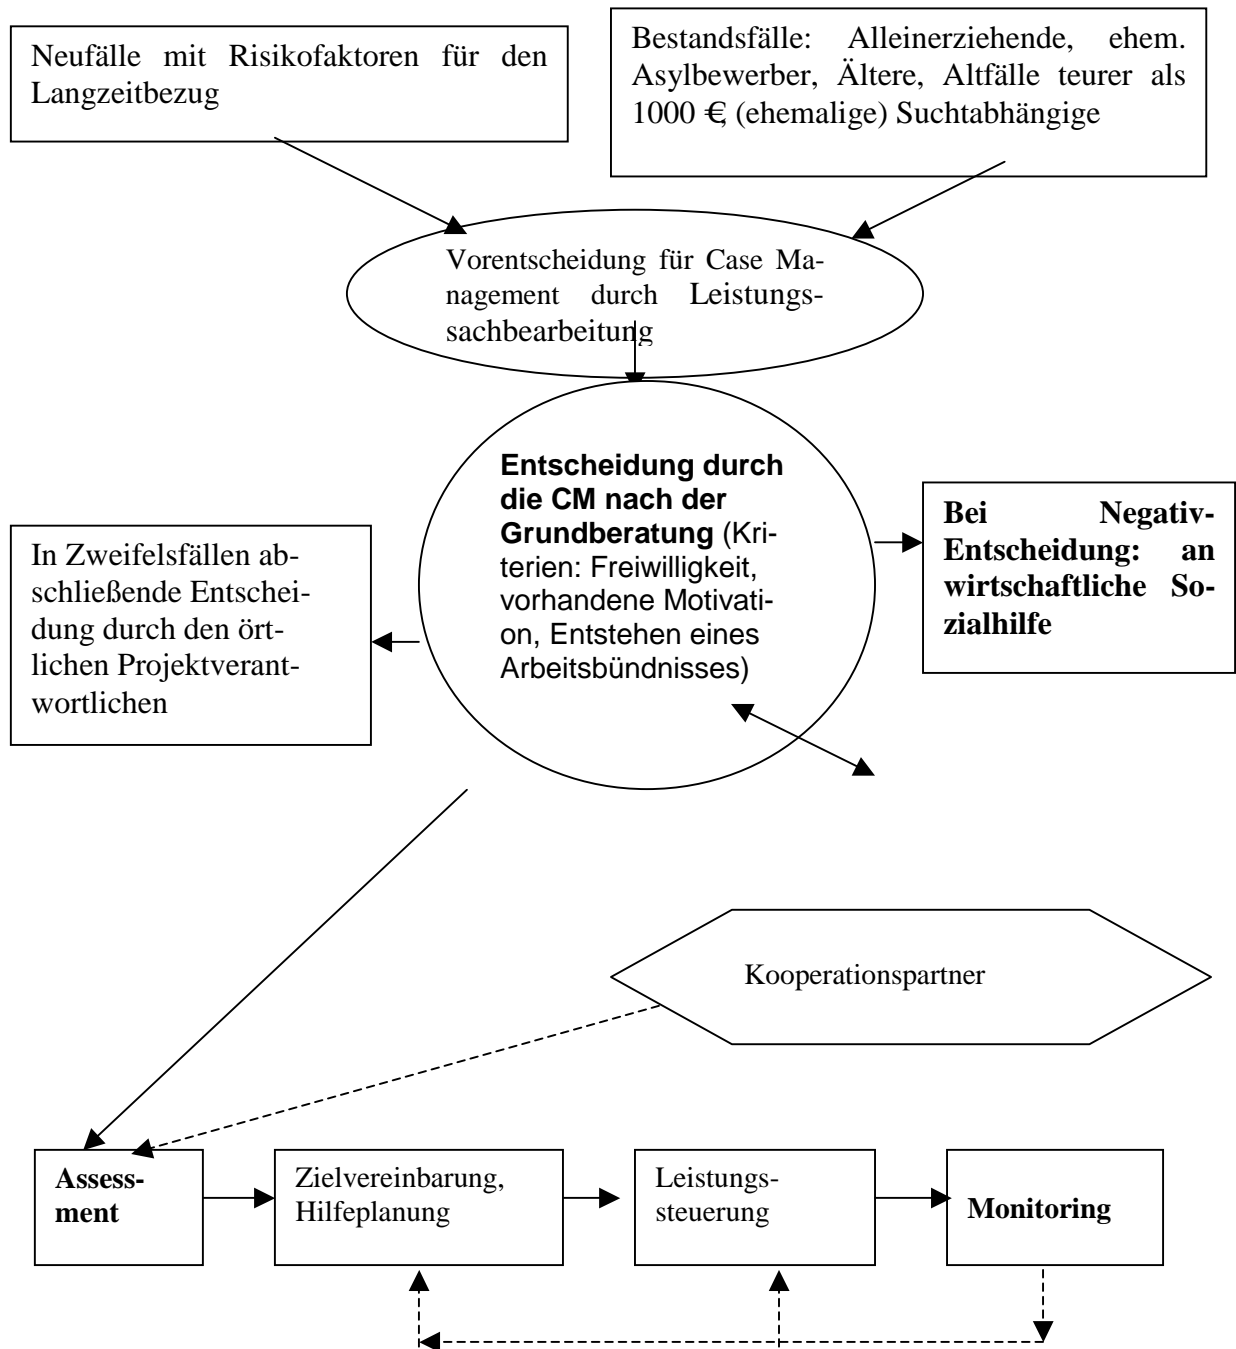 Neufälle mit Risikofaktoren für den
Langzeitbezug
Bestandsfälle: Alleinerziehende, ehem.
Asylbewerber, Ältere, Altfälle teurer als
1000 €, (ehemalige) Suchtabhängige
Vorentscheidung für Case Ma-
nagement durch Leistungs-
sachbearbeitung
Entscheidung durch
die CM nach der
Grundberatung (Kri-
terien: Freiwilligkeit,
vorhandene Motivati-
on, Entstehen eines
Arbeitsbündnisses)
Bei Negativ-
Entscheidung: an
wirtschaftliche So-
zialhilfe
In Zweifelsfällen ab-
schließende Entschei-
dung durch den ört-
lichen Projektverant-
wortlichen
Kooperationspartner
Assess-
ment
Zielvereinbarung,
Hilfeplanung
Leistungs-
steuerung
Monitoring